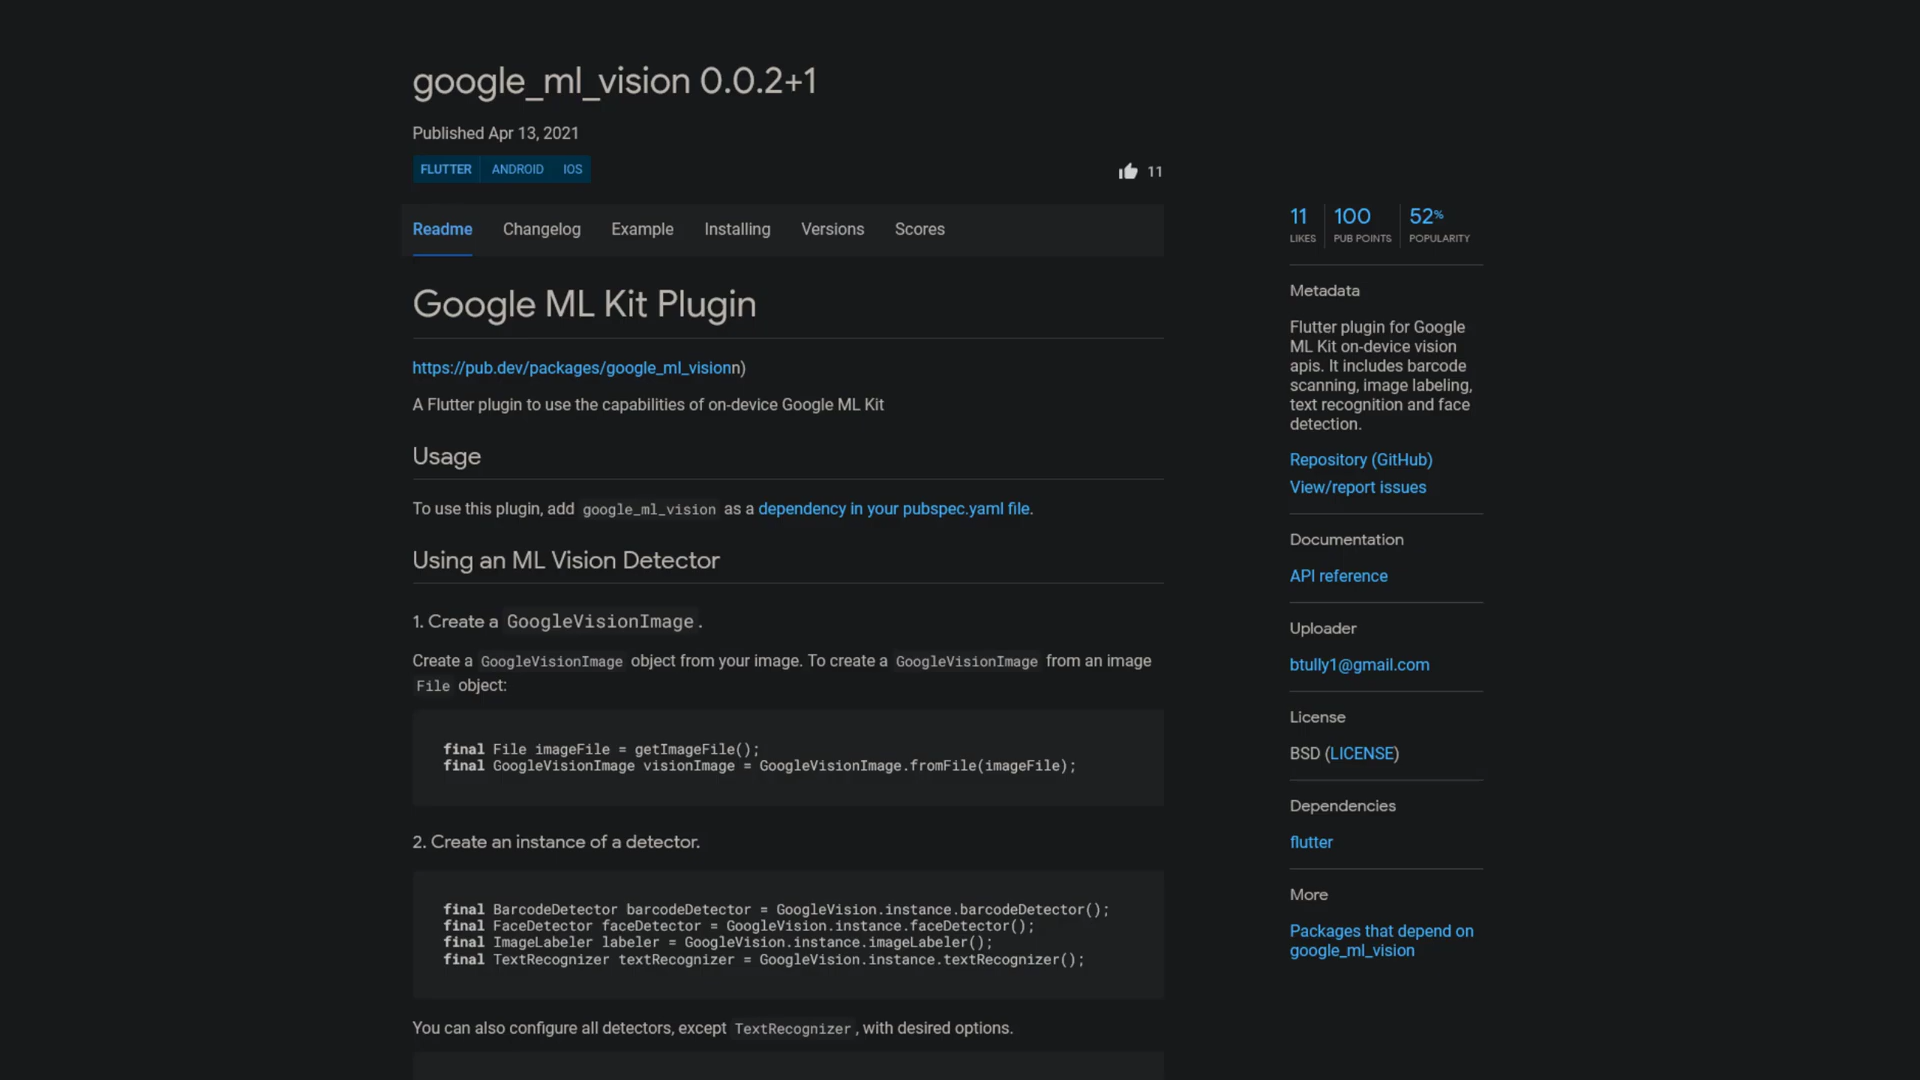 google_ml_vision 0.0.2+1
Published Apr 13, 2021
FLUTTER ANDROID IOS
11
Readme Changelog Example Installing Versions Scores
Google ML Kit Plugin
https://pub.dev/packages/google_ml_visionn)
A Flutter plugin to use the capabilities of on-device Google ML Kit
Usage
To use this plugin, add google_ml_vision as a dependency in your pubspec.yaml file.
Using an ML Vision Detector
1. Create a GoogleVisionImage.
Create a GoogleVisionImage object from your image. To create a GoogleVisionImage from an image
File object:
final File imageFile = getImageFile();
final GoogleVisionImage visionImage = GoogleVisionImage.fromFile(imageFile);
2. Create an instance of a detector.
final BarcodeDetector barcodeDetector = GoogleVision.instance.barcodeDetector();
final FaceDetector faceDetector = GoogleVision.instance.faceDetector();
final ImageLabeler labeler = GoogleVision.instance.imageLabeler();
final TextRecognizer textRecognizer = GoogleVision.instance.textRecognizer();
You can also configure all detectors, except TextRecognizer, with desired options.
11 100 52%
LIKES PUB POINTS POPULARITY
Metadata
Flutter plugin for Google
ML Kit on-device vision
apis. It includes barcode
scanning, image labeling,
text recognition and face
detection.
Repository (GitHub)
View/report issues
Documentation
API reference
Uploader
btully1@gmail.com
License
BSD (LICENSE)
Dependencies
flutter
More
Packages that depend on
google_ml_vision